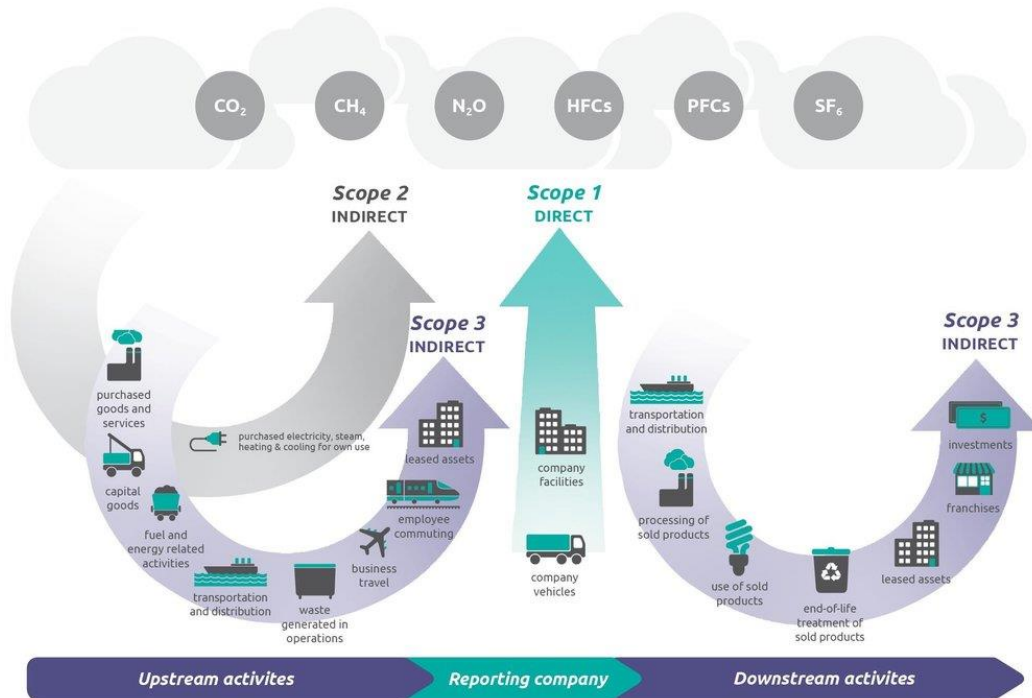 CO₂
CH₄
N₂O
HFCs
PFCs
SF₆
Scope 2
INDIRECT
Scope 1
DIRECT
Scope 3
INDIRECT
Scope 3
INDIRECT
purchased
goods and
services
capital
goods
fuel and
energy related
activities
transportation
and distribution
waste
generated in
operations
business
travel
employee
commuting
leased assets
purchased electricity, steam,
heating & cooling for own use
company
facilities
company
vehicles
transportation
and distribution
processing of
sold products
use of sold
products
end-of-life
treatment of
sold products
leased assets
franchises
investments
$
Upstream activites
Reporting company
Downstream activites